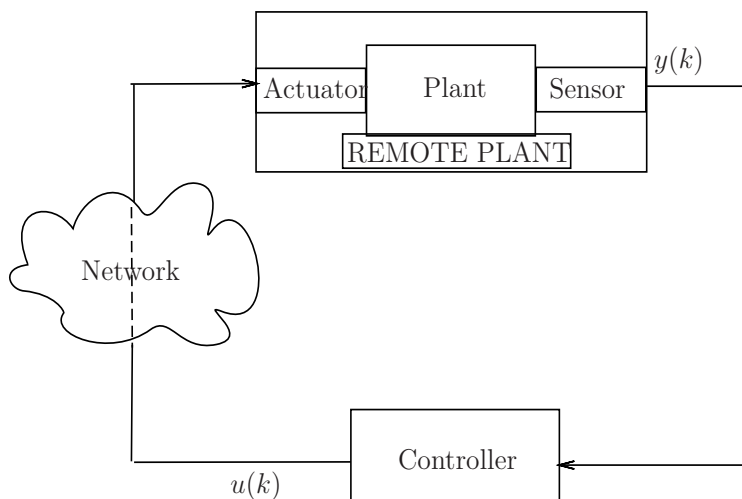 y(k)
Actuator
Plant
Sensor
REMOTE PLANT
Network
Controller
u(k)